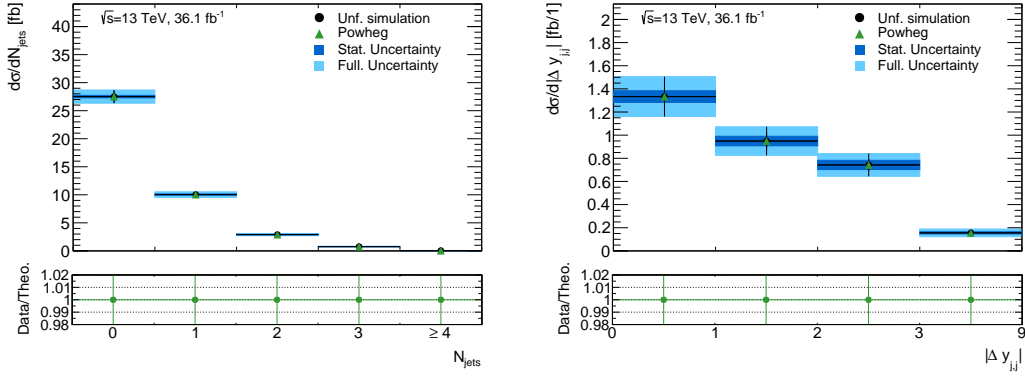 √s=13 TeV, 36.1 fb⁻¹
Unf. simulation
Powheg
Stat. Uncertainty
Full. Uncertainty
dσ/dN_jets [fb]
40
35
30
25
20
15
10
5
0
Data/Theo.
1.02
1.01
1
0.99
0.98
0 1 2 3 ≥ 4
N_jets
√s=13 TeV, 36.1 fb⁻¹
Unf. simulation
Powheg
Stat. Uncertainty
Full. Uncertainty
dσ/d|Δ y_j,j| [fb/1]
2
1.8
1.6
1.4
1.2
1
0.8
0.6
0.4
0.2
0
Data/Theo.
1.02
1.01
1
0.99
0.98
0 1 2 3 9
|Δ y_j,j|